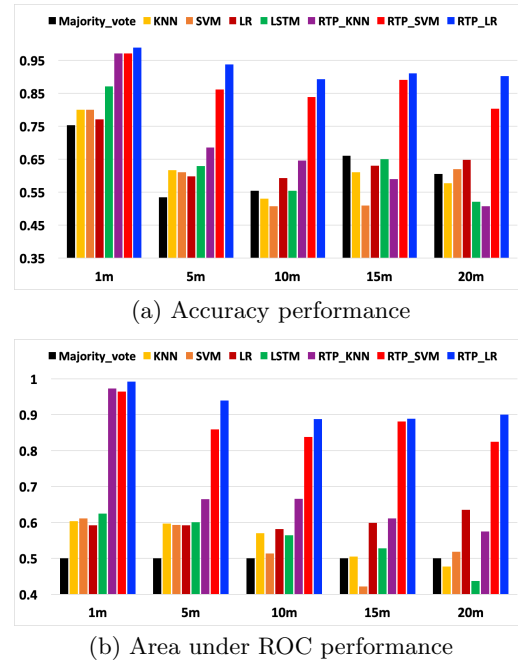 Majority_vote KNN SVM LR LSTM RTP_KNN RTP_SVM RTP_LR
0.95
0.85
0.75
0.65
0.55
0.45
0.35
1m 5m 10m 15m 20m
(a) Accuracy performance
Majority_vote KNN SVM LR LSTM RTP_KNN RTP_SVM RTP_LR
1
0.9
0.8
0.7
0.6
0.5
0.4
1m 5m 10m 15m 20m
(b) Area under ROC performance